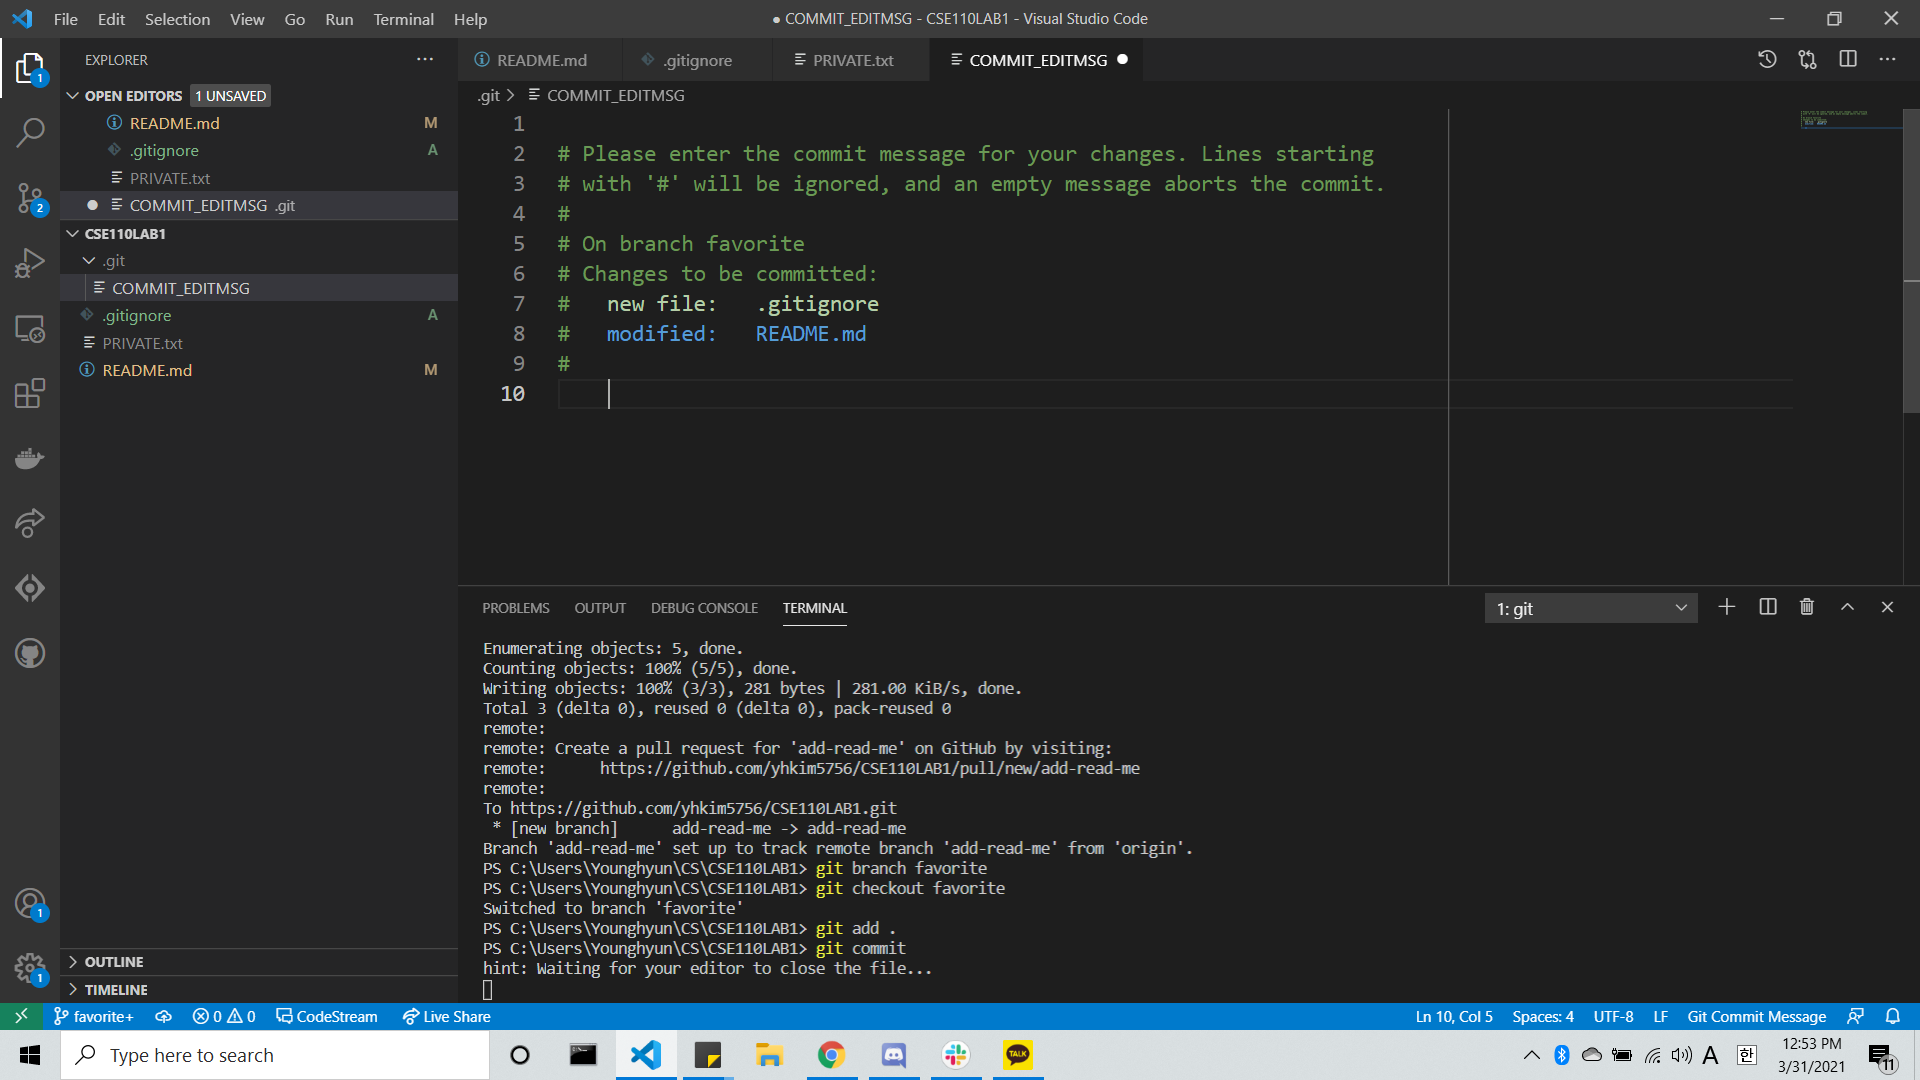 File Edit Selection View Go Run Terminal Help
● COMMIT_EDITMSG - CSE110LAB1 - Visual Studio Code
EXPLORER
OPEN EDITORS 1 UNSAVED
README.md M
.gitignore A
PRIVATE.txt
COMMIT_EDITMSG .git
CSE110LAB1
.git
COMMIT_EDITMSG
.gitignore A
PRIVATE.txt
README.md M
OUTLINE
TIMELINE
1
2
1
1
README.md .gitignore PRIVATE.txt COMMIT_EDITMSG
.git > COMMIT_EDITMSG
1
2 # Please enter the commit message for your changes. Lines starting
3 # with '#' will be ignored, and an empty message aborts the commit.
4 #
5 # On branch favorite
6 # Changes to be committed:
7 # new file: .gitignore
8 # modified: README.md
9 #
10
PROBLEMS OUTPUT DEBUG CONSOLE TERMINAL
1: git
Enumerating objects: 5, done.
Counting objects: 100% (5/5), done.
Writing objects: 100% (3/3), 281 bytes | 281.00 KiB/s, done.
Total 3 (delta 0), reused 0 (delta 0), pack-reused 0
remote:
remote: Create a pull request for 'add-read-me' on GitHub by visiting:
remote: https://github.com/yhkim5756/CSE110LAB1/pull/new/add-read-me
remote:
To https://github.com/yhkim5756/CSE110LAB1.git
* [new branch] add-read-me -> add-read-me
Branch 'add-read-me' set up to track remote branch 'add-read-me' from 'origin'.
PS C:\Users\Younghyun\CS\CSE110LAB1> git branch favorite
PS C:\Users\Younghyun\CS\CSE110LAB1> git checkout favorite
Switched to branch 'favorite'
PS C:\Users\Younghyun\CS\CSE110LAB1> git add .
PS C:\Users\Younghyun\CS\CSE110LAB1> git commit
hint: Waiting for your editor to close the file...
favorite+ 0 0 CodeStream Live Share
Ln 10, Col 5 Spaces: 4 UTF-8 LF Git Commit Message
Type here to search
TALK
A 한
12:53 PM
3/31/2021
11